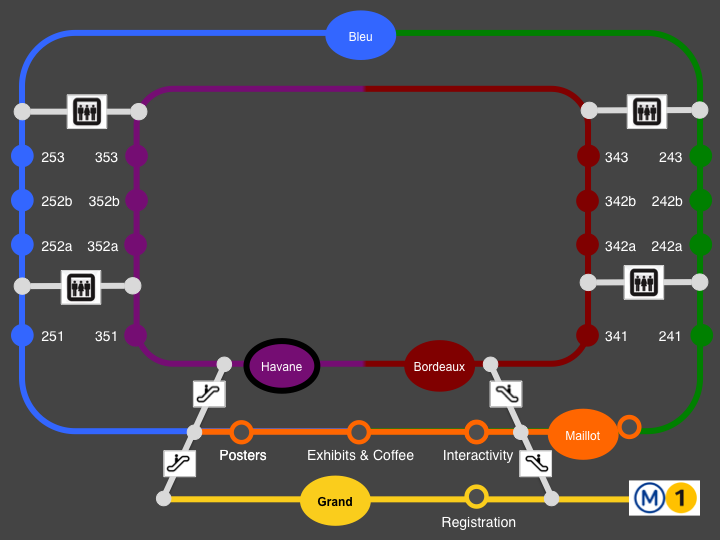 Bleu
253 353 343 243
252b 352b 342b 242b
252a 352a 342a 242a
251 351 341 241
Havane Bordeaux
Maillot
Posters Exhibits & Coffee Interactivity
Grand
M 1
Registration